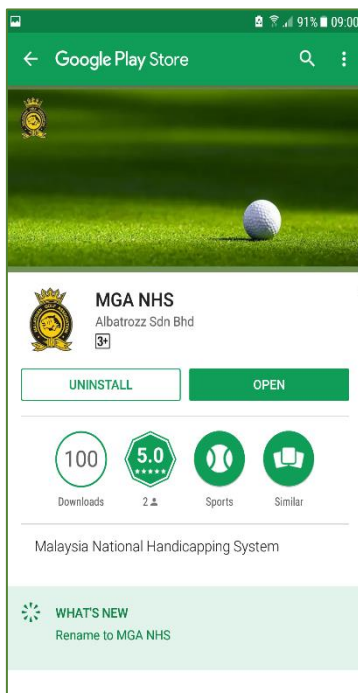 91% 09:00
Google Play Store
MGA NHS
Albatrozz Sdn Bhd
3+
UNINSTALL
OPEN
100
5.0
Downloads
2
Sports
Similar
Malaysia National Handicapping System
WHAT'S NEW
Rename to MGA NHS